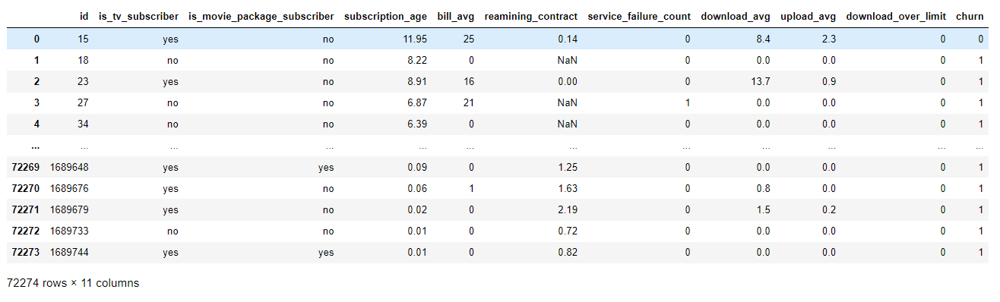 id is_tv_subscriber is_movie_package_subscriber subscription_age bill_avg reamining_contract service_failure_count download_avg upload_avg download_over_limit churn
0 15 yes no 11.95 25 0.14 0 8.4 2.3 0 0
1 18 no no 8.22 0 NaN 0 0.0 0.0 0 1
2 23 yes no 8.91 16 0.00 0 13.7 0.9 0 1
3 27 no no 6.87 21 NaN 1 0.0 0.0 0 1
4 34 no no 6.39 0 NaN 0 0.0 0.0 0 1
... ... ... ... ... ... ... ... ... ... ... ...
72269 1689648 yes yes 0.09 0 1.25 0 0.0 0.0 0 1
72270 1689676 yes no 0.06 1 1.63 0 0.8 0.0 0 1
72271 1689679 yes no 0.02 0 2.19 0 1.5 0.2 0 1
72272 1689733 no no 0.01 0 0.72 0 0.0 0.0 0 1
72273 1689744 yes yes 0.01 0 0.82 0 0.0 0.0 0 1
72274 rows × 11 columns